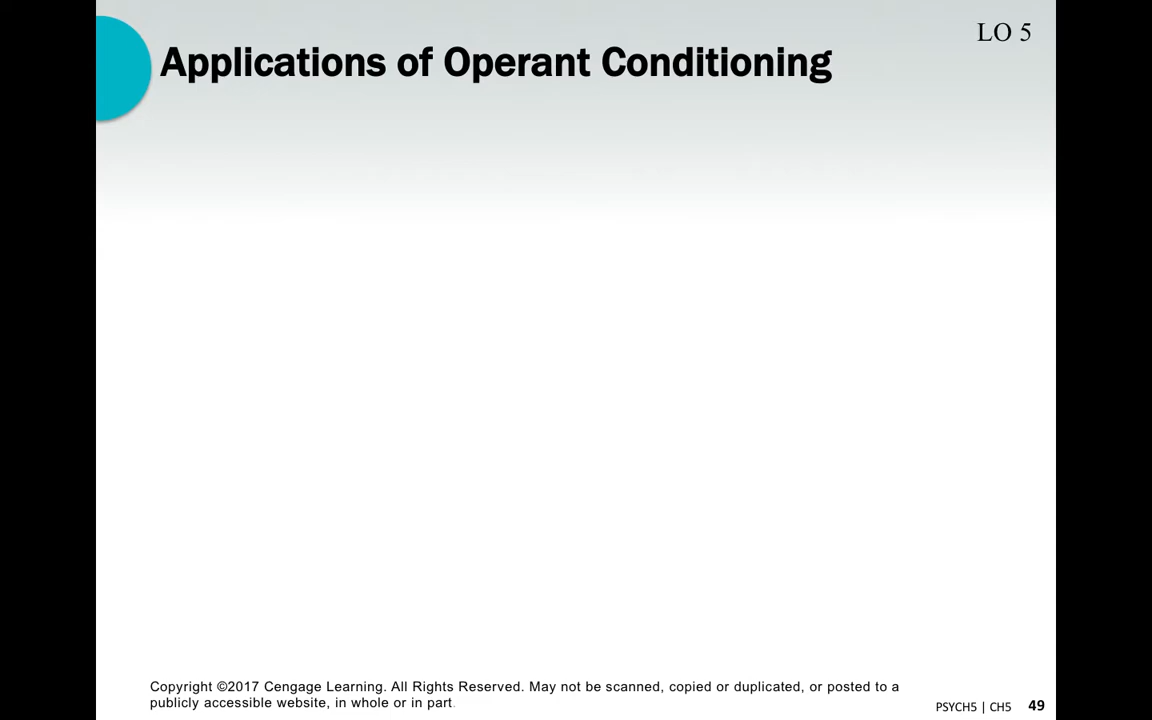 LO 5
Applications of Operant Conditioning
Copyright ©2017 Cengage Learning. All Rights Reserved. May not be scanned, copied or duplicated, or posted to a
publicly accessible website, in whole or in part.
PSYCH5 | CH5 49